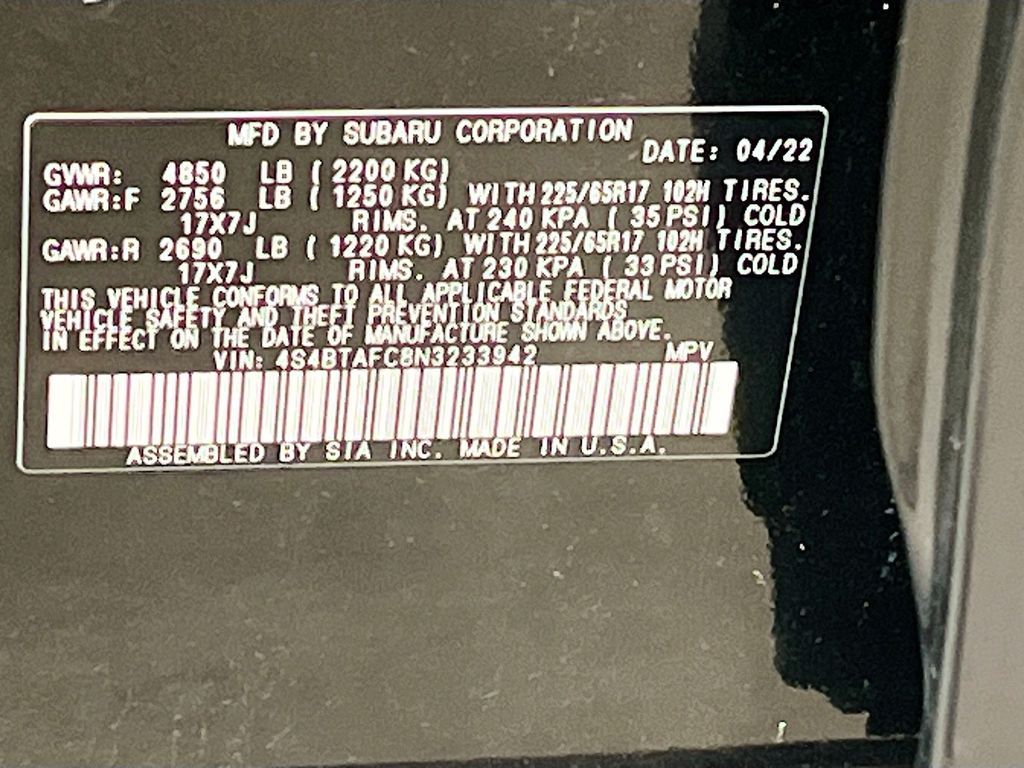 MFD BY SUBARU CORPORATION
DATE: 04/22
GVWR: 4850 LB ( 2200 KG)
GAWR:F 2756 LB ( 1250 KG) WITH 225/65R17 102H TIRES.
17X7J RIMS. AT 240 KPA ( 35 PSI) COLD
GAWR:R 2690 LB ( 1220 KG) WITH 225/65R17 102H TIRES.
17X7J RIMS. AT 230 KPA ( 33 PSI) COLD
THIS VEHICLE CONFORMS TO ALL APPLICABLE FEDERAL MOTOR
VEHICLE SAFETY AND THEFT PREVENTION STANDARDS
IN EFFECT ON THE DATE OF MANUFACTURE SHOWN ABOVE.
VIN: 4S4BTAFC8N3233942 MPV
ASSEMBLED BY SIA INC. MADE IN U.S.A.